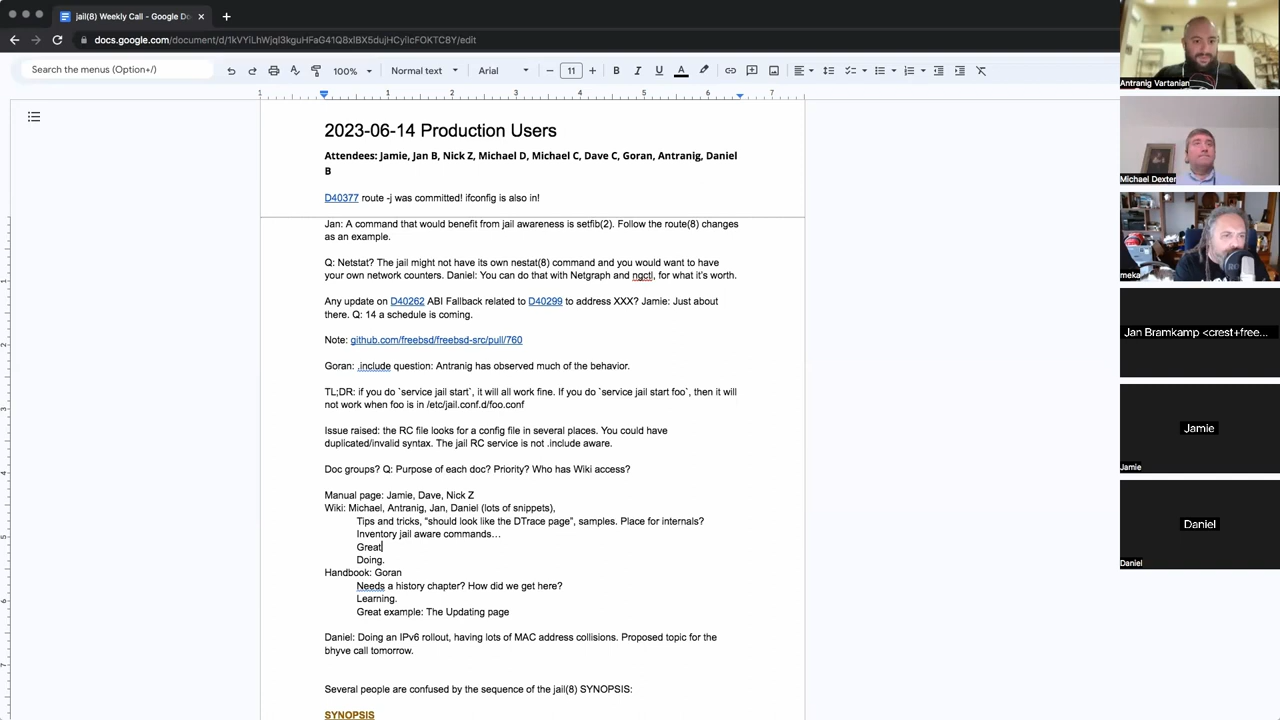 jail(8) Weekly Call - Google Do
docs.google.com/document/d/1kVYiLhWjql3kguHFaG41Q8xIBX5dujHCyiIcFOKTC8Y/edit
Search the menus (Option+/)
100%
Normal text
Arial
11
2023-06-14 Production Users
Attendees: Jamie, Jan B, Nick Z, Michael D, Michael C, Dave C, Goran, Antranig, Daniel
B
D40377 route -j was committed! ifconfig is also in!
Jan: A command that would benefit from jail awareness is setfib(2). Follow the route(8) changes
as an example.
Q: Netstat? The jail might not have its own nestat(8) command and you would want to have
your own network counters. Daniel: You can do that with Netgraph and ngctl, for what it's worth.
Any update on D40262 ABI Fallback related to D40299 to address XXX? Jamie: Just about
there. Q: 14 a schedule is coming.
Note: github.com/freebsd/freebsd-src/pull/760
Goran: .include question: Antranig has observed much of the behavior.
TL;DR: if you do `service jail start`, it will all work fine. If you do `service jail start foo`, then it will
not work when foo is in /etc/jail.conf.d/foo.conf
Issue raised: the RC file looks for a config file in several places. You could have
duplicated/invalid syntax. The jail RC service is not .include aware.
Doc groups? Q: Purpose of each doc? Priority? Who has Wiki access?
Manual page: Jamie, Dave, Nick Z
Wiki: Michael, Antranig, Jan, Daniel (lots of snippets),
Tips and tricks, "should look like the DTrace page", samples. Place for internals?
Inventory jail aware commands…
Great
Doing.
Handbook: Goran
Needs a history chapter? How did we get here?
Learning.
Great example: The Updating page
Daniel: Doing an IPv6 rollout, having lots of MAC address collisions. Proposed topic for the
bhyve call tomorrow.
Several people are confused by the sequence of the jail(8) SYNOPSIS:
SYNOPSIS
Antranig Vartanian
Michael Dexter
meka
Jan Bramkamp <crest+free...
Jamie
Jamie
Daniel
Daniel